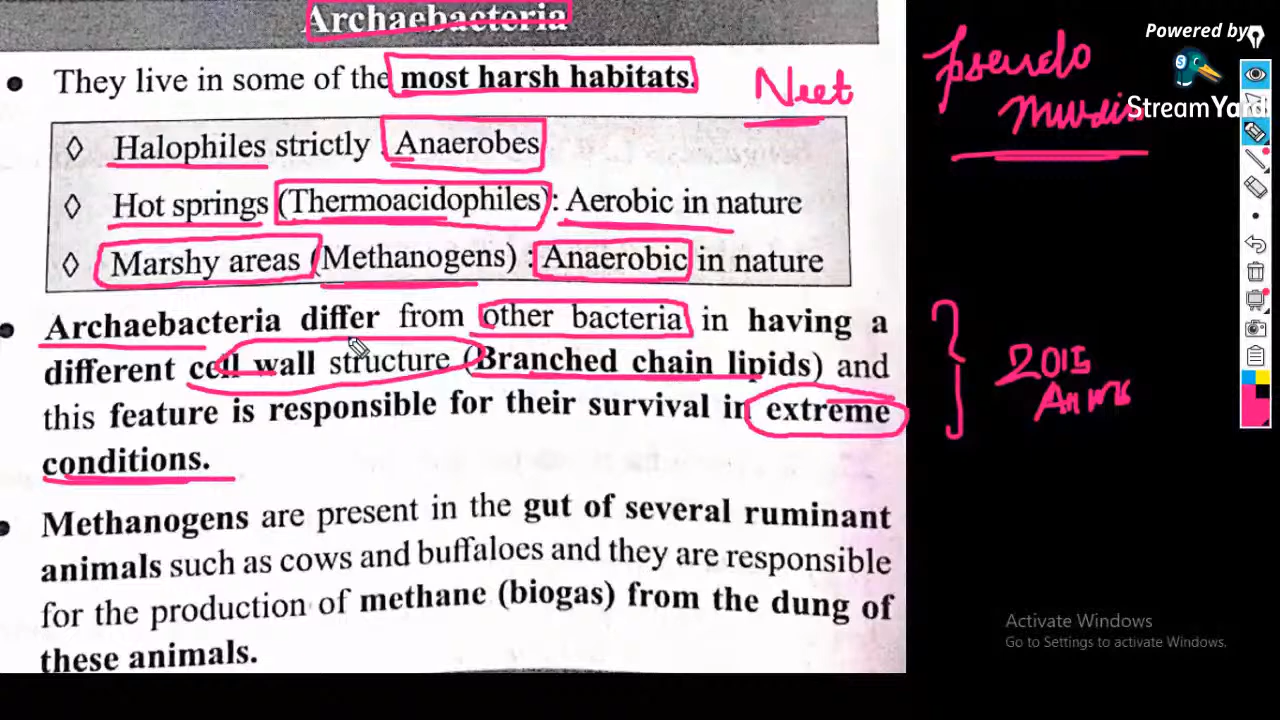 Archaebacteria
Powered by
StreamYard
pseudo
Neet
• They live in some of the most harsh habitats.
◊ Halophiles strictly : Anaerobes
◊ Hot springs (Thermoacidophiles) : Aerobic in nature
◊ Marshy areas (Methanogens) : Anaerobic in nature
• Archaebacteria differ from other bacteria in having a
different cell wall structure (Branched chain lipids) and
this feature is responsible for their survival in extreme
conditions.
2015
• Methanogens are present in the gut of several ruminant
animals such as cows and buffaloes and they are responsible
for the production of methane (biogas) from the dung of
these animals.
Activate Windows
Go to Settings to activate Windows.